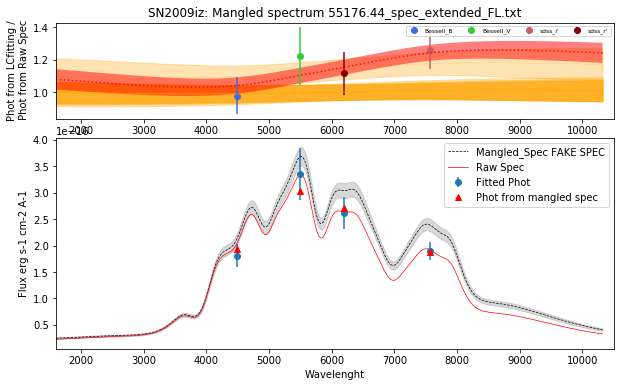 SN2009iz: Mangled spectrum 55176.44_spec_extended_FL.txt
Phot from LCfitting /
Phot from Raw Spec
1.4
1.2
1.0
Bessell_B
Bessell_V
sdss_i'
sdss_r'
2000 3000 4000 5000 6000 7000 8000 9000 10000
1e−16
Flux erg s-1 cm-2 A-1
4.0
3.5
3.0
2.5
2.0
1.5
1.0
0.5
Mangled_Spec FAKE SPEC
Raw Spec
Fitted Phot
Phot from mangled spec
2000 3000 4000 5000 6000 7000 8000 9000 10000
Wavelenght